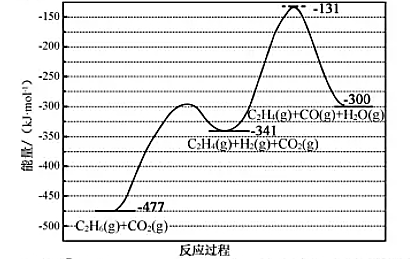 -131
-150
-200
-250
-300
-300
C₂H₄(g)+CO(g)+H₂O(g)
-341
-350
C₂H₄(g)+H₂(g)+CO₂(g)
-400
-450
-477
-500
C₂H₆(g)+CO₂(g)
能量/（kJ·mol⁻¹）
反应过程